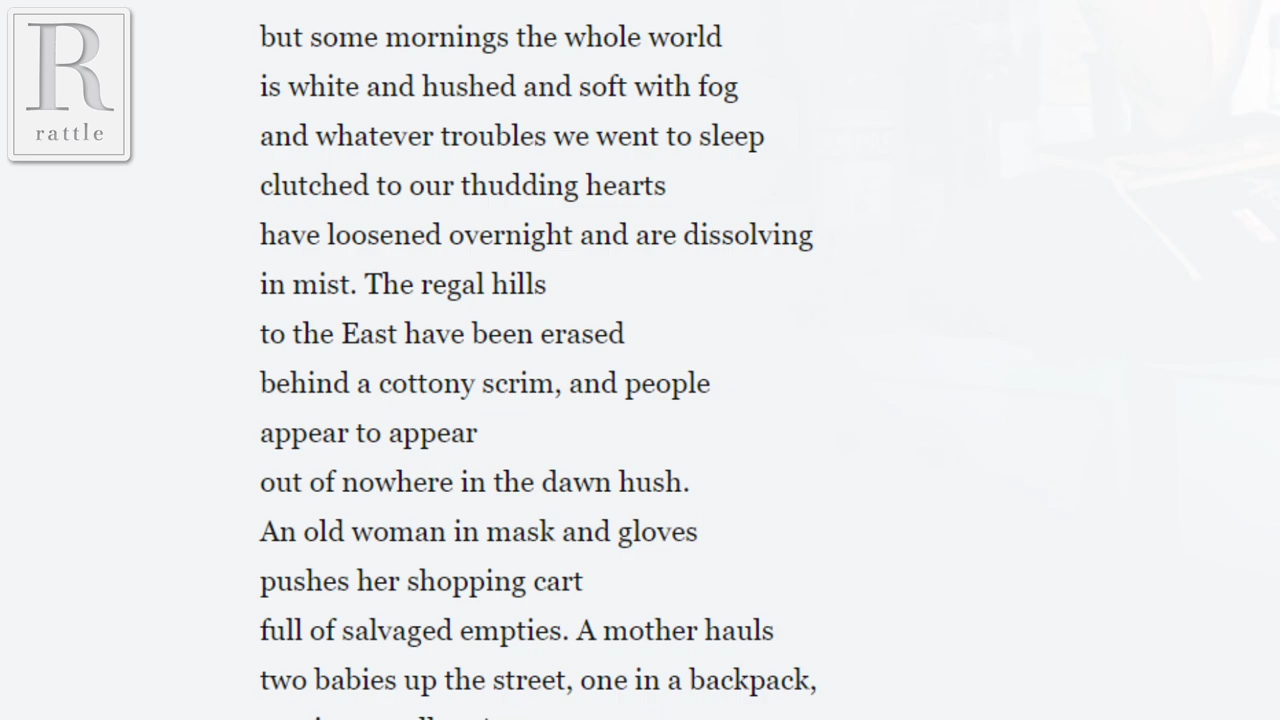 R
rattle
but some mornings the whole world
is white and hushed and soft with fog
and whatever troubles we went to sleep
clutched to our thudding hearts
have loosened overnight and are dissolving
in mist. The regal hills
to the East have been erased
behind a cottony scrim, and people
appear to appear
out of nowhere in the dawn hush.
An old woman in mask and gloves
pushes her shopping cart
full of salvaged empties. A mother hauls
two babies up the street, one in a backpack,